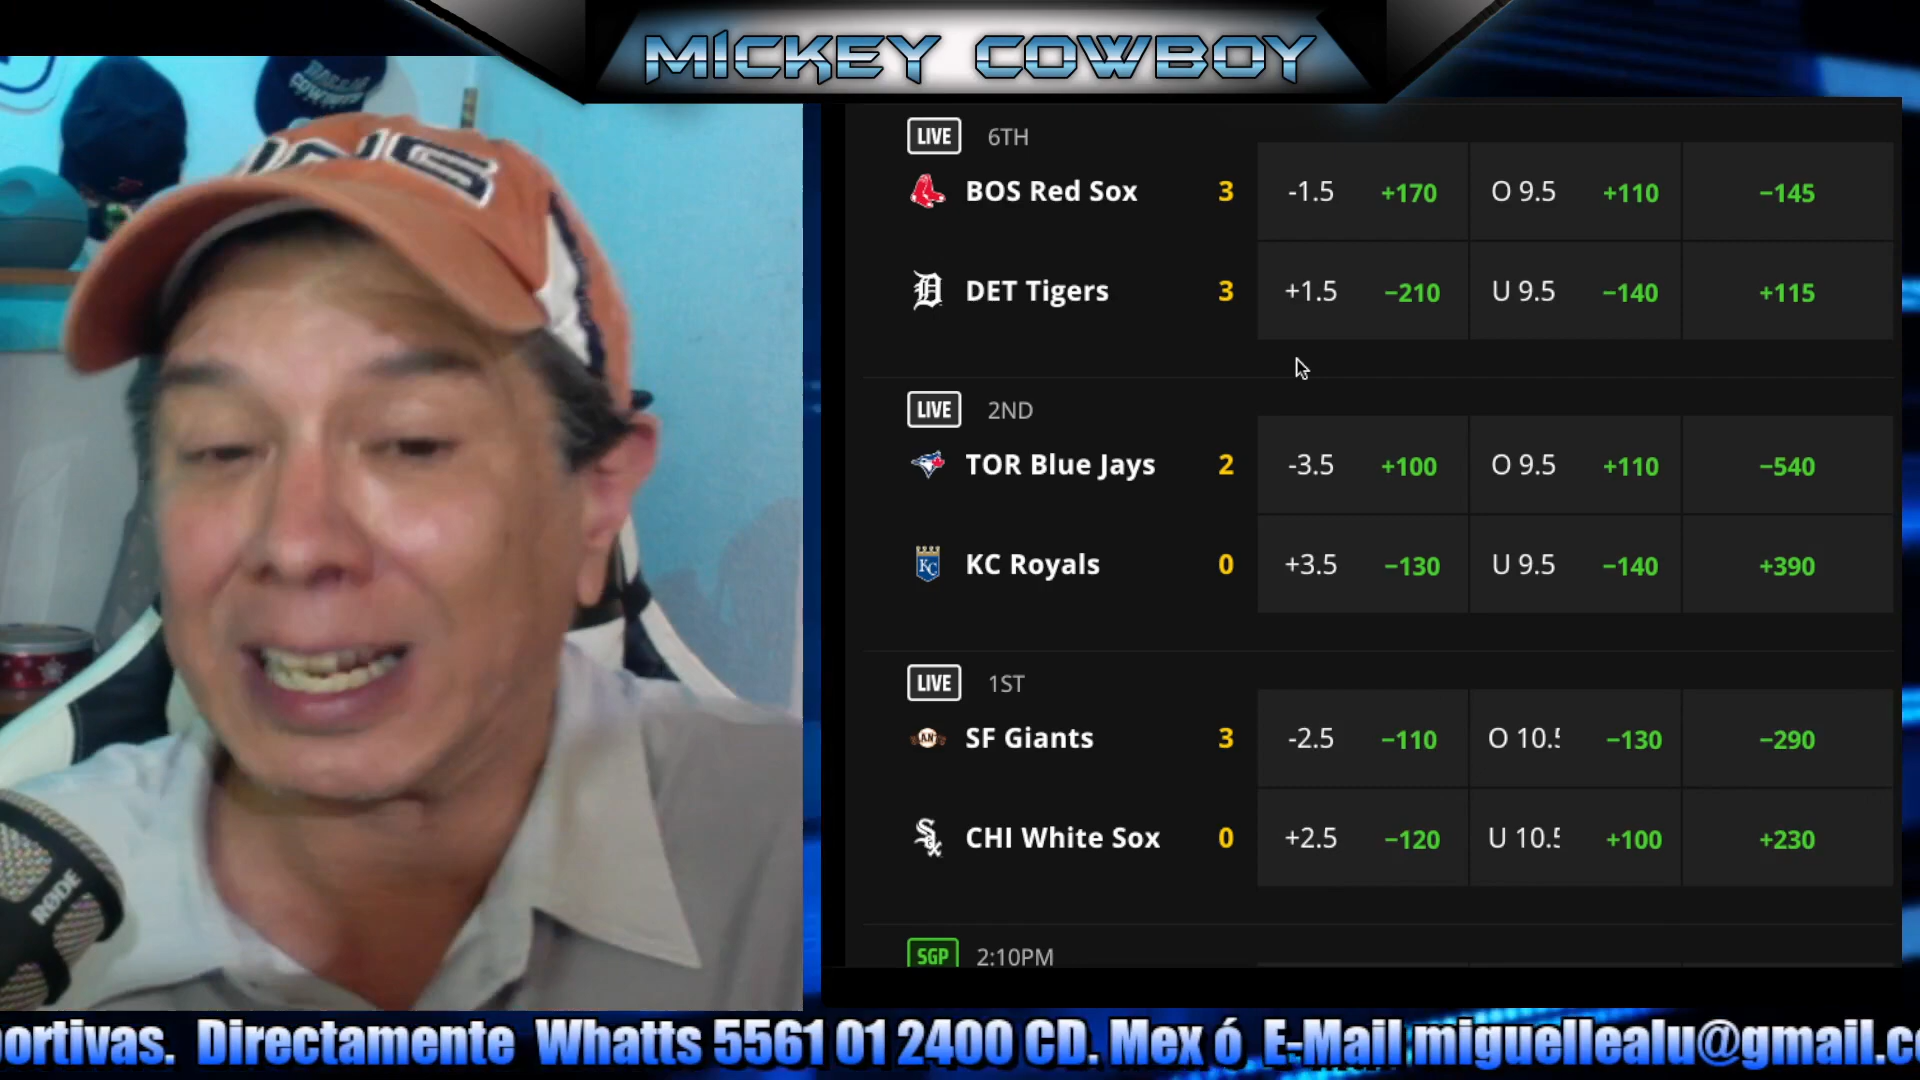 MICKEY COWBOY
LIVE 6TH
BOS Red Sox 3 -1.5 +170 O 9.5 +110 −145
DET Tigers 3 +1.5 −210 U 9.5 −140 +115
LIVE 2ND
TOR Blue Jays 2 -3.5 +100 O 9.5 +110 −540
KC Royals 0 +3.5 −130 U 9.5 −140 +390
LIVE 1ST
SF Giants 3 -2.5 −110 O 10.5 −130 −290
CHI White Sox 0 +2.5 −120 U 10.5 +100 +230
SGP 2:10PM
RØDE
ortivas. Directamente Whatts 5561 01 2400 CD. Mex ó E-Mail miguellealu@gmail.c